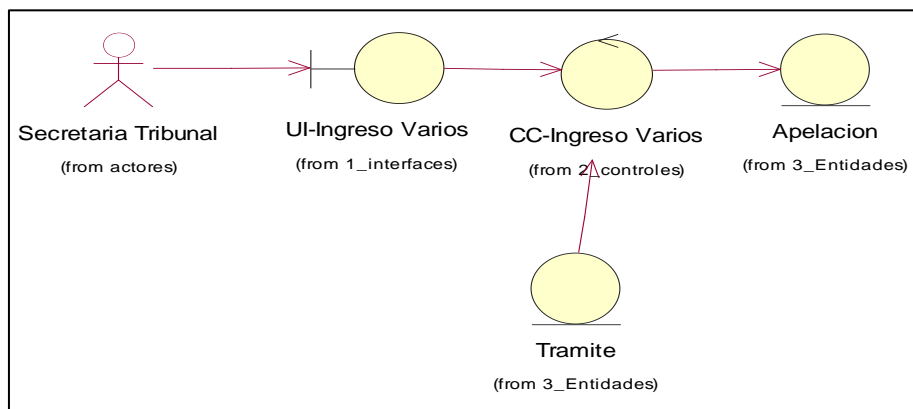 Secretaria Tribunal
(from actores)
UI-Ingreso Varios
(from 1_interfaces)
CC-Ingreso Varios
(from 2_controles)
Apelacion
(from 3_Entidades)
Tramite
(from 3_Entidades)